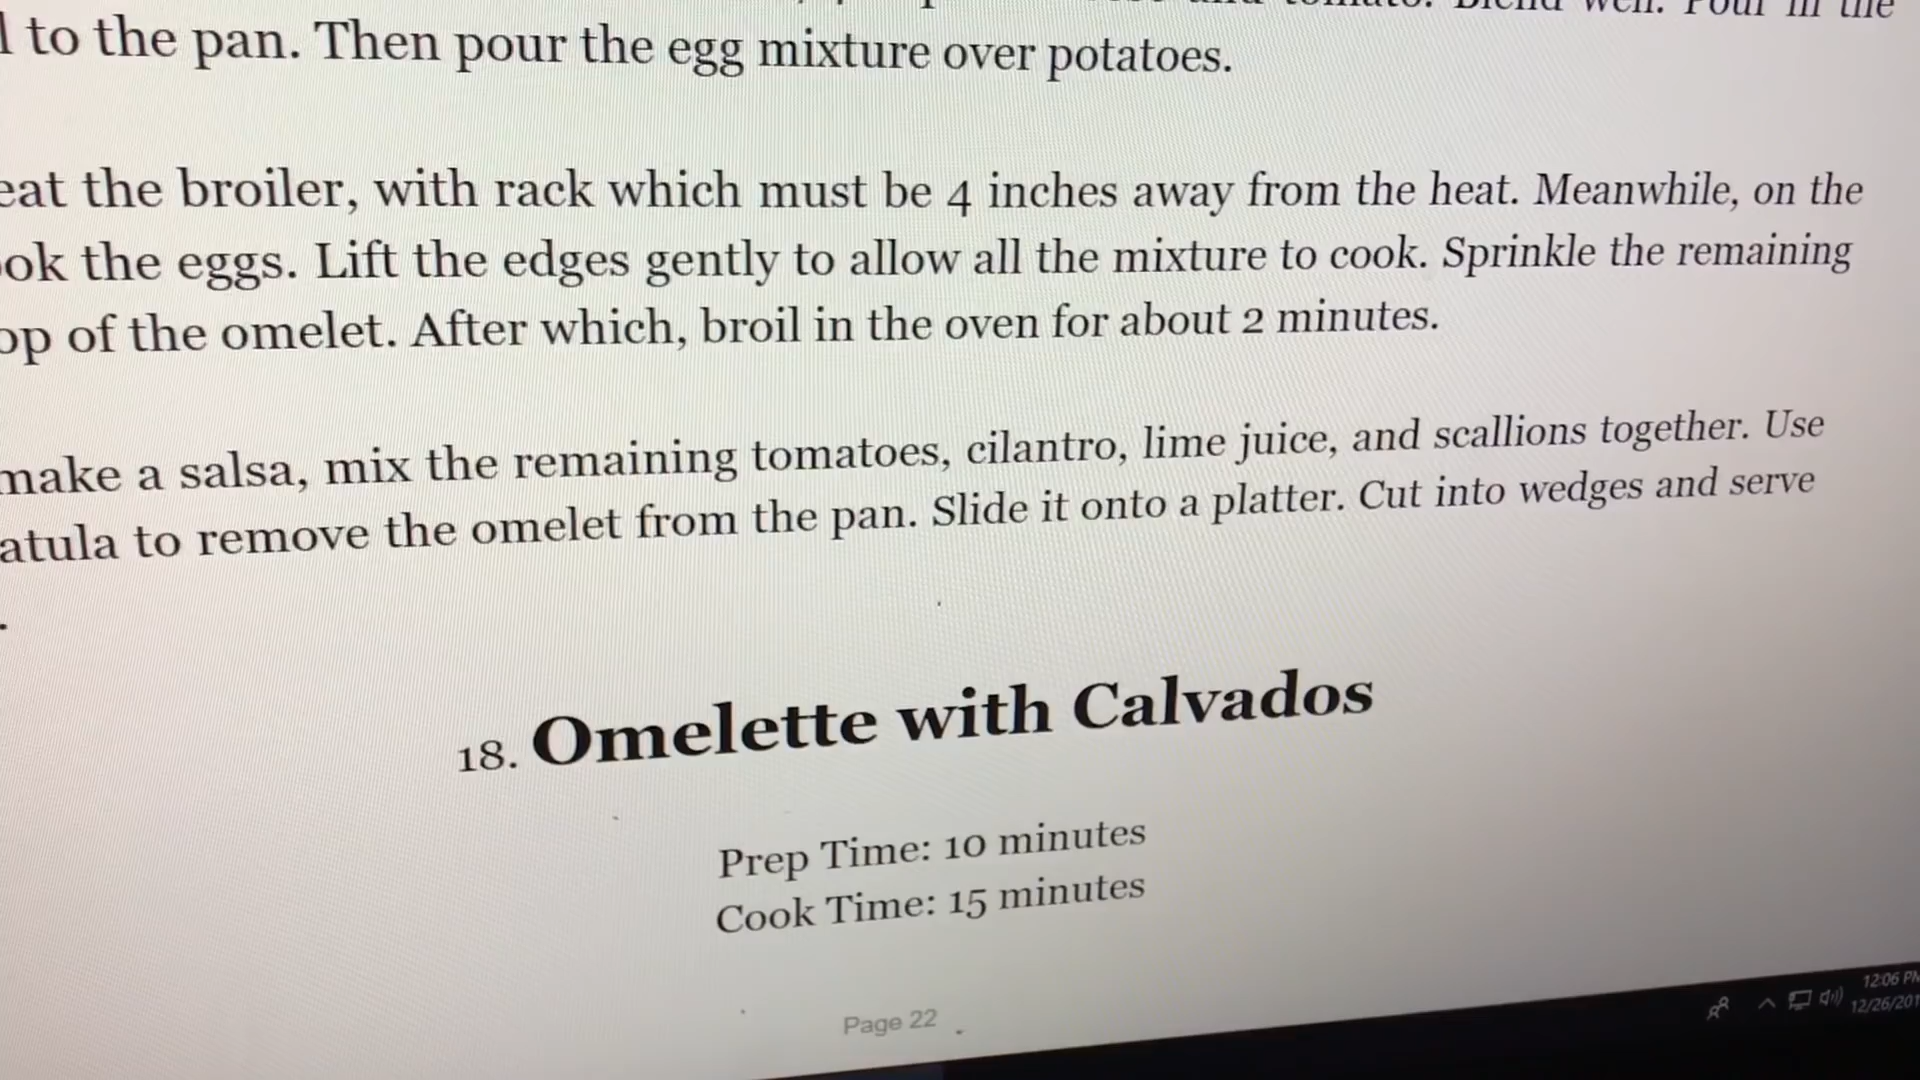 to the pan. Then pour the egg mixture over potatoes.
the broiler, with rack which must be 4 inches away from the heat. Meanwhile, on the
the eggs. Lift the edges gently to allow all the mixture to cook. Sprinkle the remaining
of the omelet. After which, broil in the oven for about 2 minutes.
make a salsa, mix the remaining tomatoes, cilantro, lime juice, and scallions together. Use
to remove the omelet from the pan. Slide it onto a platter. Cut into wedges and serve
18. Omelette with Calvados
Prep Time: 10 minutes
Cook Time: 15 minutes
Page 22
12:06 PM
12/26/201